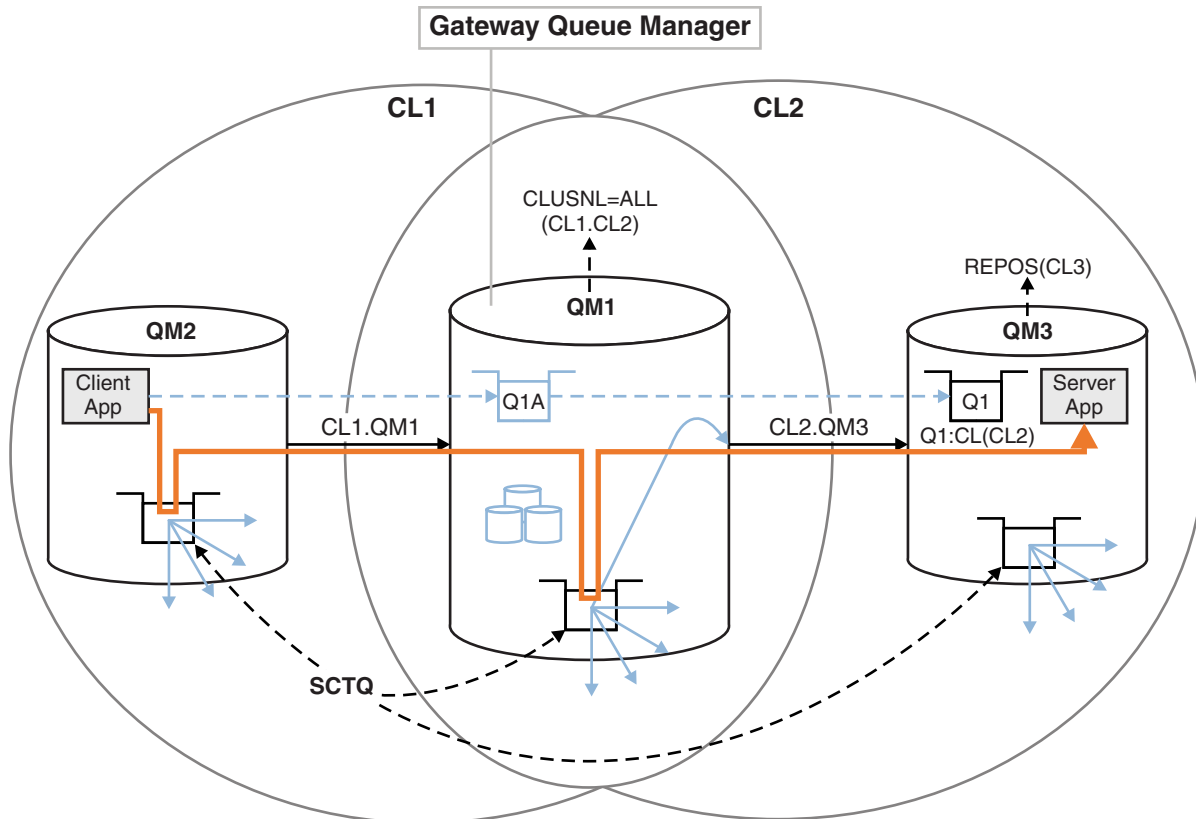 Gateway Queue Manager
CL1
CL2
CLUSNL=ALL
(CL1.CL2)
REPOS(CL3)
QM2
QM1
QM3
Client
App
Q1A
Q1
Server
App
CL1.QM1
CL2.QM3
Q1:CL(CL2)
SCTQ